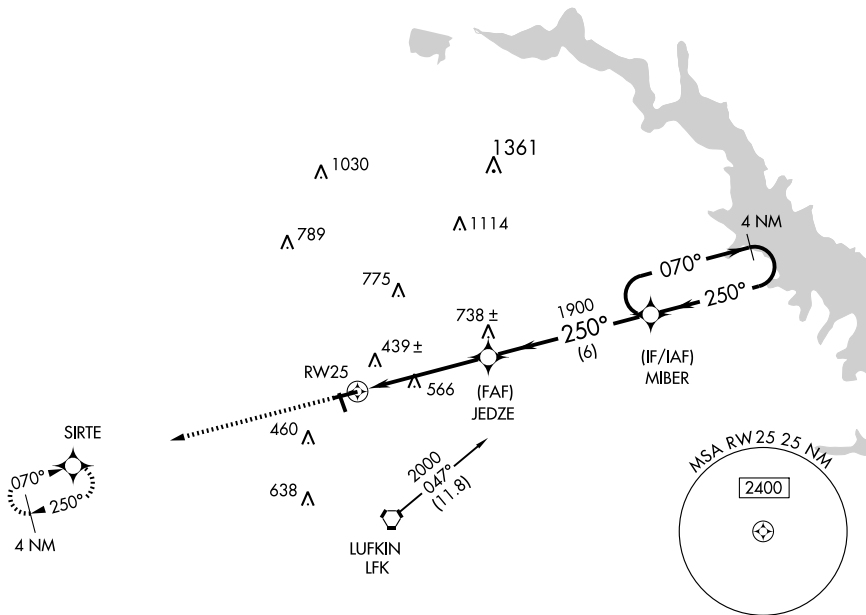 1361
1030
1114
789
4 NM
070°
775
250°
1900
738 ±
250°
(6)
439 ±
(IF/IAF)
MIBER
RW25
566
(FAF)
JEDZE
SIRTE
460
MSA RW25 25 NM
2000
047°
(11.8)
070°
2400
250°
638
4 NM
LUFKIN
LFK